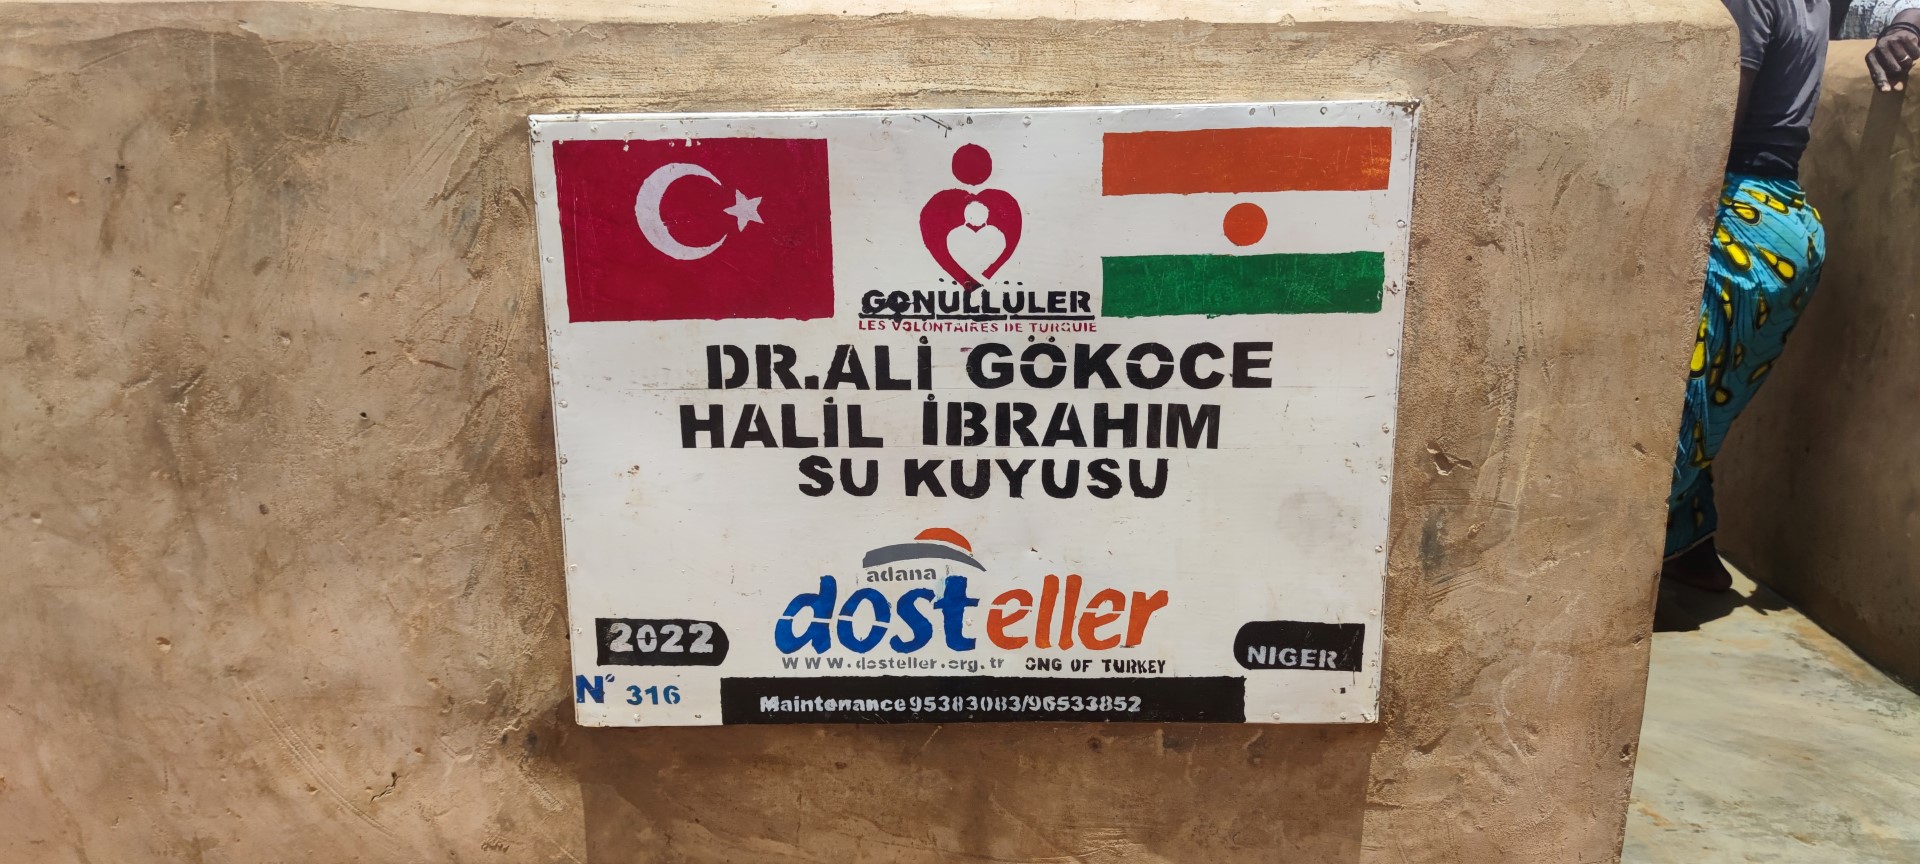 GÖNÜLLÜLER
LES VOLONTAIRES DE TURQUIE
DR.ALİ GÖKOCE
HALİL İBRAHIM
SU KUYUSU
adana
dosteller
www.dosteller.org.tr ONG OF TURKEY
2022
NIGER
N° 316
Maintenance 95383083/96533852